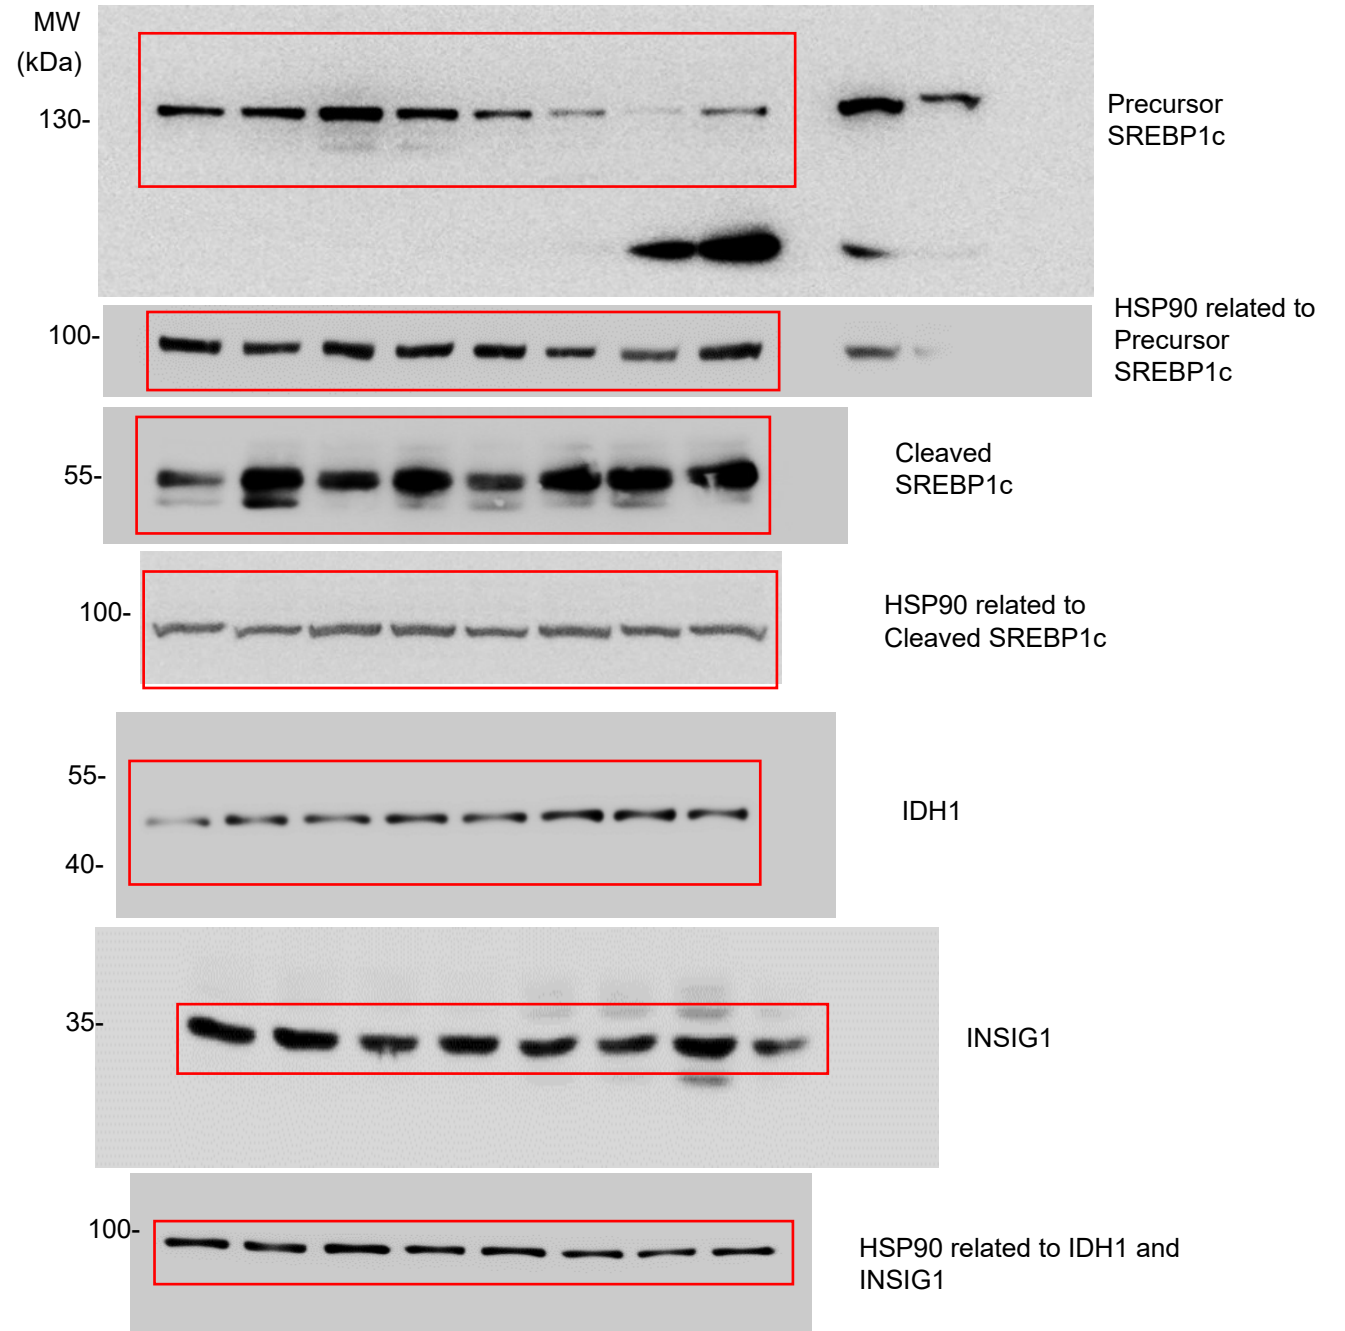 MW
(kDa)
130-
Precursor
SREBP1c
100-
HSP90 related to
Precursor
SREBP1c
55-
Cleaved
SREBP1c
100-
HSP90 related to
Cleaved SREBP1c
55-
40-
IDH1
35-
INSIG1
100-
HSP90 related to IDH1 and
INSIG1